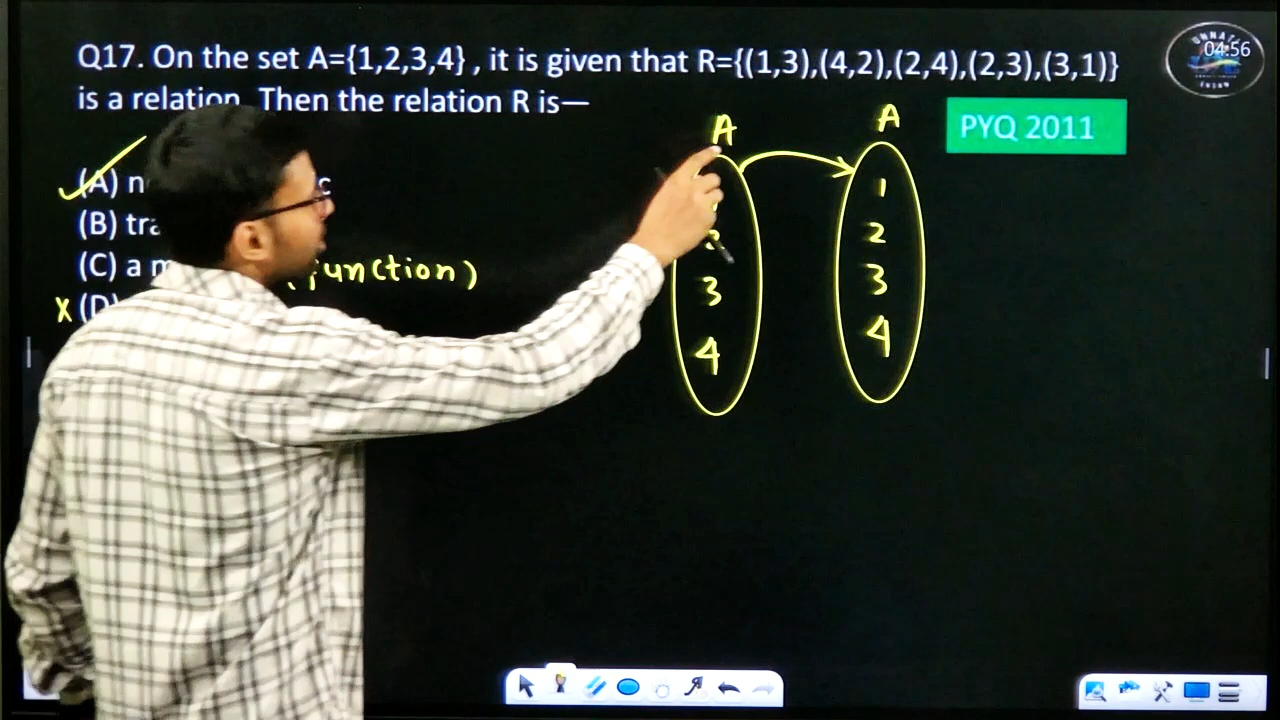 Q17. On the set A={1,2,3,4} , it is given that R={(1,3),(4,2),(2,4),(2,3),(3,1)}
is a relation. Then the relation R is—
04:56
PYQ 2011
A
A
(A)
(B)
(C) a
(function)
X (D)
2
3
4
1
2
3
4